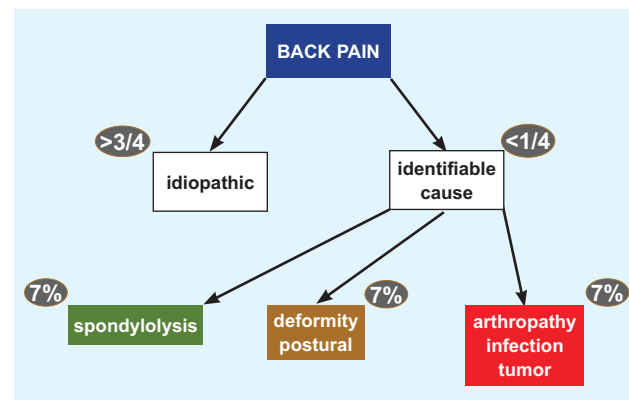 BACK PAIN
>3/4
<1/4
idiopathic
identifiable
cause
7%
7%
7%
spondylolysis
deformity
postural
arthropathy
infection
tumor